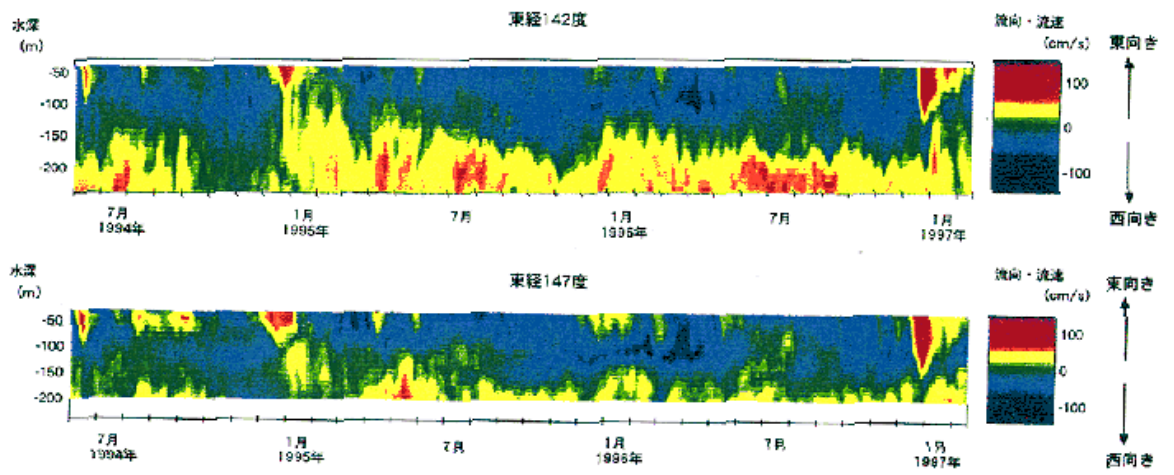 東経142度
水深
(m)
流向・流速
(cm/s)
東向き
-50
-100
-150
-200
100
0
-100
西向き
7月
1994年
1月
1995年
7月
1月
1996年
7月
1月
1997年
東経147度
水深
(m)
流向・流速
(cm/s)
東向き
-50
-100
-150
-200
100
0
-100
西向き
7月
1994年
1月
1995年
7月
1月
1996年
7月
1月
1997年